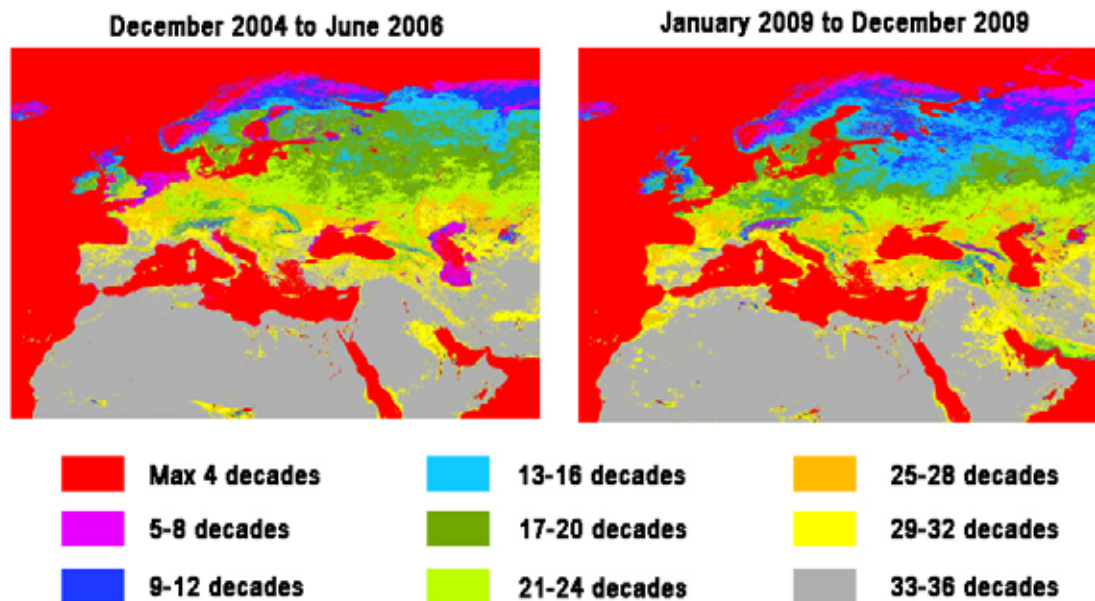 December 2004 to June 2006
January 2009 to December 2009
Max 4 decades
13-16 decades
25-28 decades
5-8 decades
17-20 decades
29-32 decades
9-12 decades
21-24 decades
33-36 decades